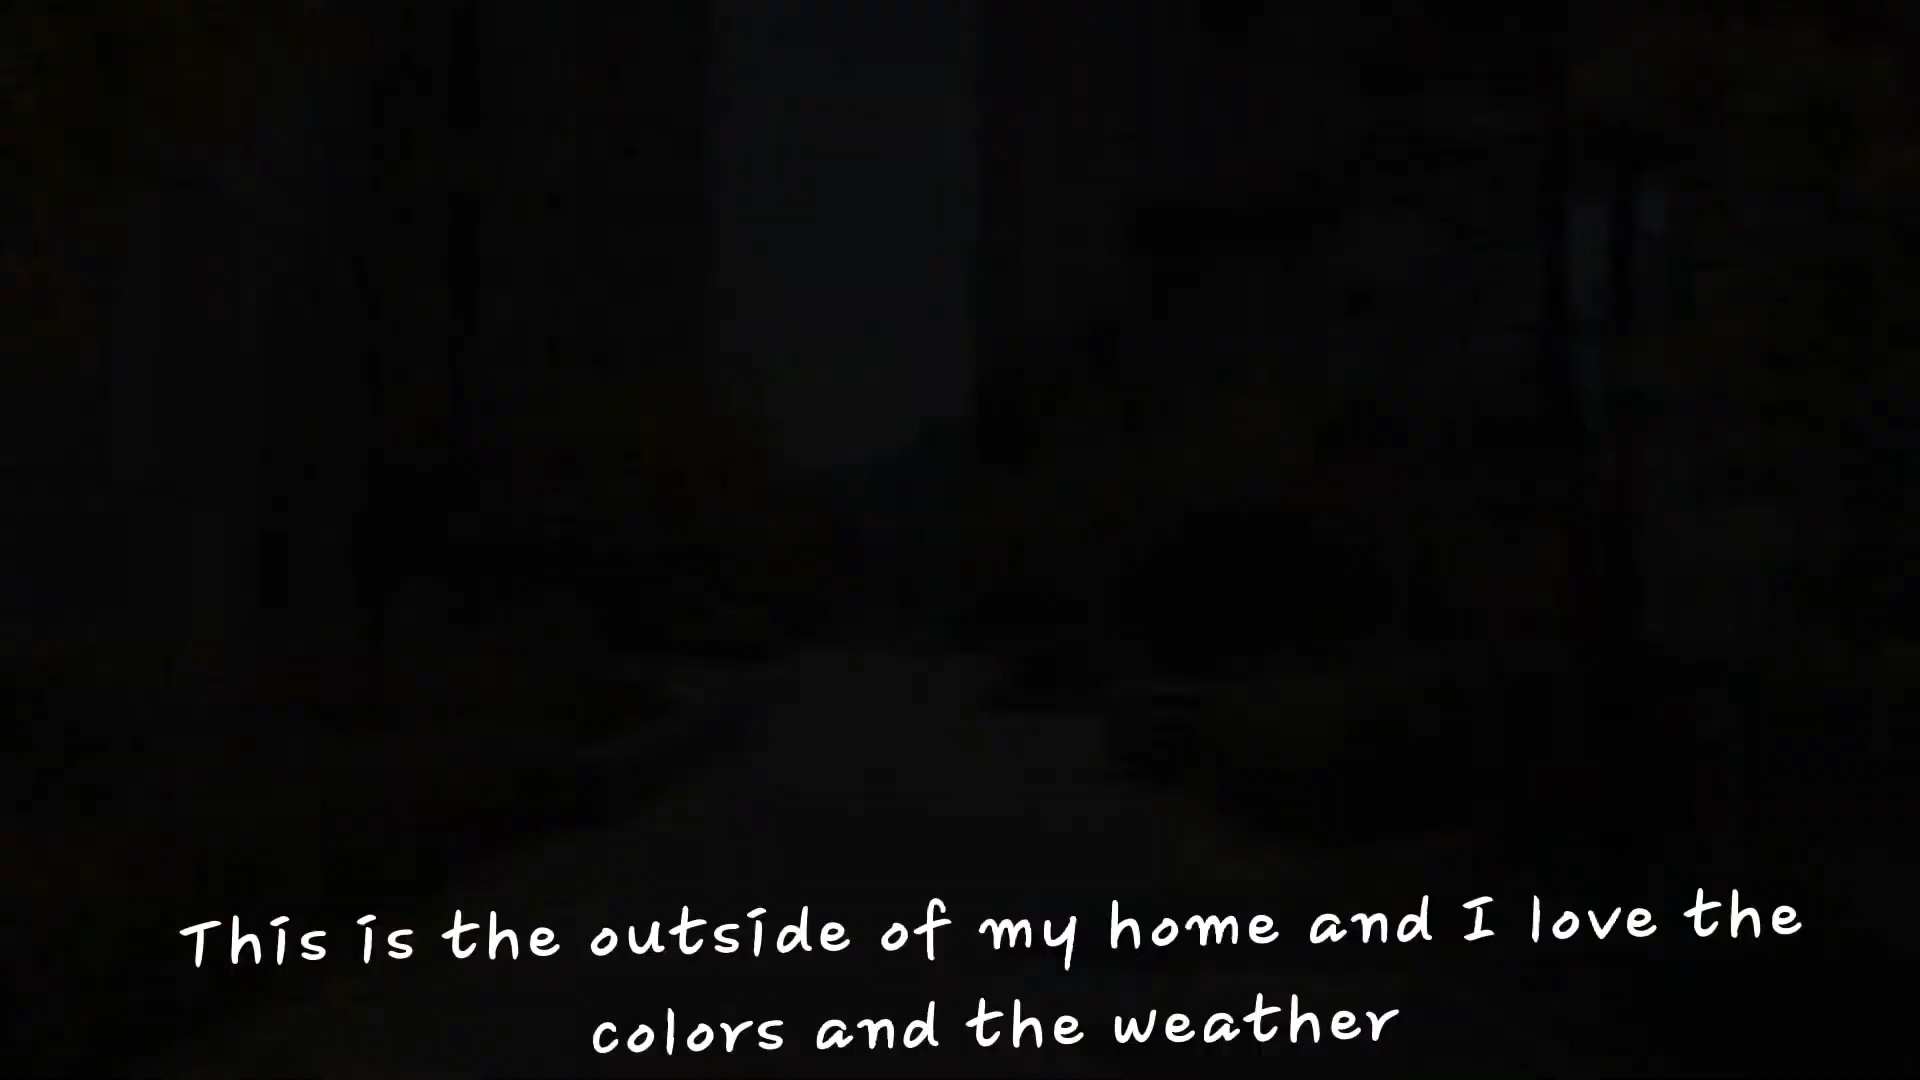 This is the outside of my home and I love the
colors and the weather